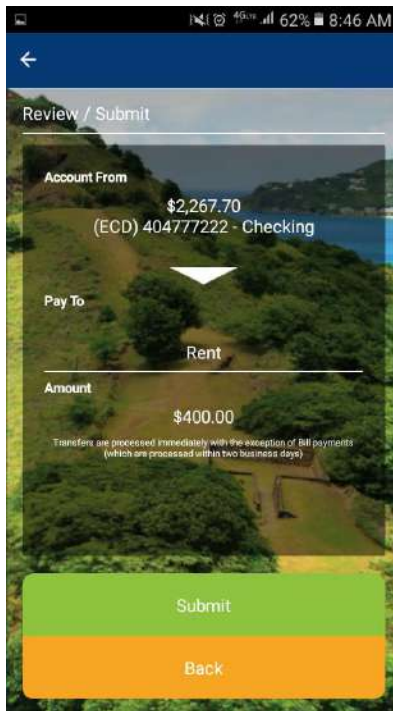 4G LTE 62% 8:46 AM
Review / Submit
Account From
$2,267.70
(ECD) 404777222 - Checking
Pay To
Rent
Amount
$400.00
Transfers are processed immediately with the exception of Bill payments
(which are processed within two business days)
Submit
Back